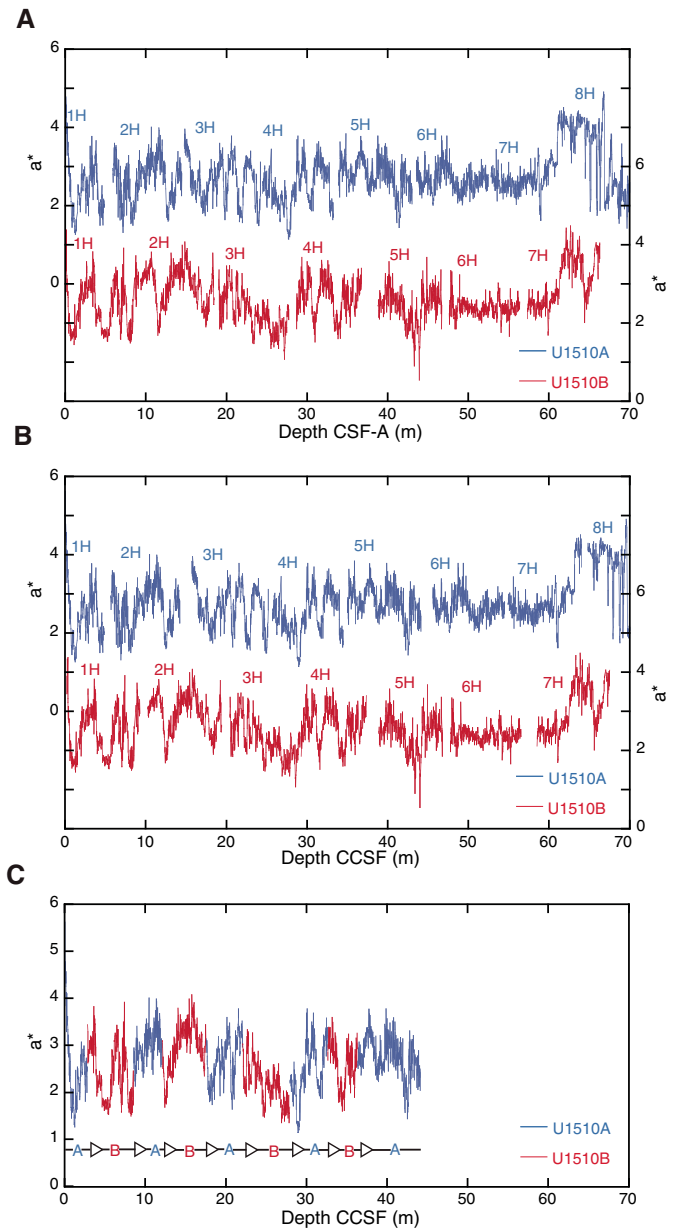 A
6
4
2
0
a*
1H 2H 3H 4H 5H 6H 7H 8H
1H 2H 3H 4H 5H 6H 7H
6
4
2
0
a*
U1510A
U1510B
0 10 20 30 40 50 60 70
Depth CSF-A (m)
B
6
4
2
0
a*
1H 2H 3H 4H 5H 6H 7H 8H
1H 2H 3H 4H 5H 6H 7H
6
4
2
0
a*
U1510A
U1510B
0 10 20 30 40 50 60 70
Depth CCSF (m)
C
6
5
4
3
2
1
0
a*
A B A B A B A B A
U1510A
U1510B
0 10 20 30 40 50 60 70
Depth CCSF (m)